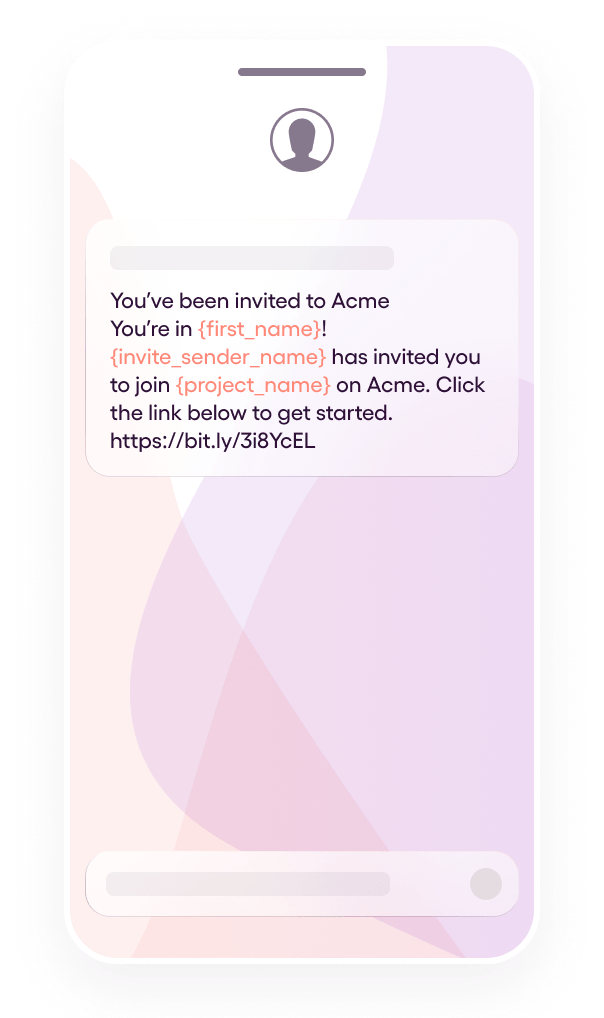 You’ve been invited to Acme
You’re in {first_name}!
{invite_sender_name} has invited you
to join {project_name} on Acme. Click
the link below to get started.
https://bit.ly/3i8YcEL